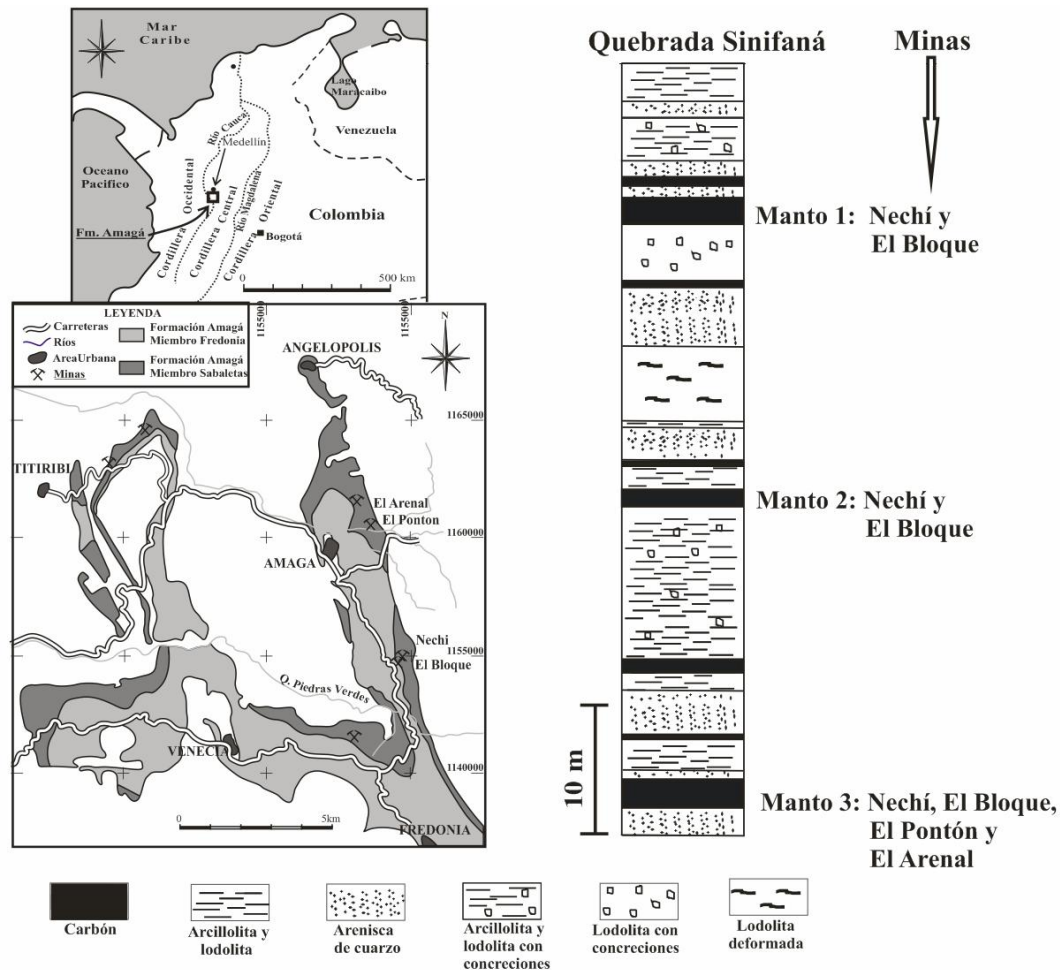 Mar
Caribe
Lago
Maracaibo
Venezuela
Río Cauca
Medellín
Oceano
Pacifico
Occidental
Cordillera
Cordillera Central
Río Magdalena
Cordillera Oriental
Colombia
Fm. Amagá
Bogotá
0 500 km
LEYENDA
Carreteras
Ríos
AreaUrbana
Minas
Formación Amagá
Miembro Fredonia
Formación Amagá
Miembro Sabaletas
1155000
1155000
N
ANGELOPOLIS
1165000
TITIRIBI
El Arenal
El Ponton
1160000
AMAGA
Nechi
El Bloque
1155000
Q. Piedras Verdes
VENECIA
1140000
0 5km
FREDONIA
Quebrada Sinifaná
Minas
Manto 1: Nechí y
El Bloque
Manto 2: Nechí y
El Bloque
10 m
Manto 3: Nechí, El Bloque,
El Pontón y
El Arenal
Carbón
Arcillolita y
lodolita
Arenisca
de cuarzo
Arcillolita y
lodolita con
concreciones
Lodolita con
concreciones
Lodolita
deformada